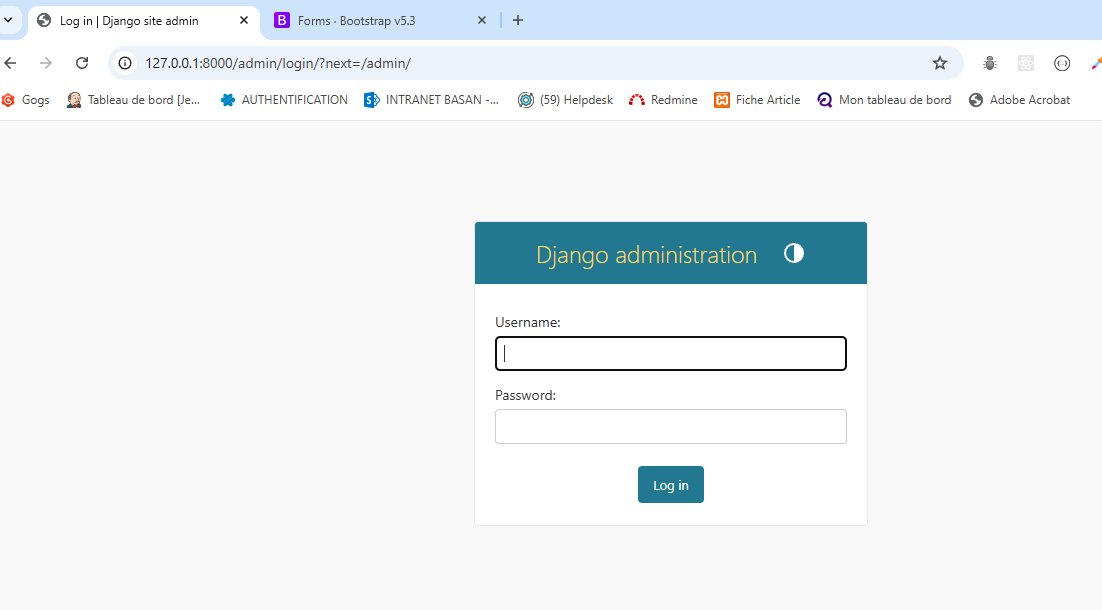 Log in | Django site admin
B Forms · Bootstrap v5.3
127.0.0.1:8000/admin/login/?next=/admin/
Gogs Tableau de bord [Je... AUTHENTIFICATION INTRANET BASAN -... (59) Helpdesk Redmine Fiche Article Mon tableau de bord Adobe Acrobat
Django administration
Username:
Password:
Log in